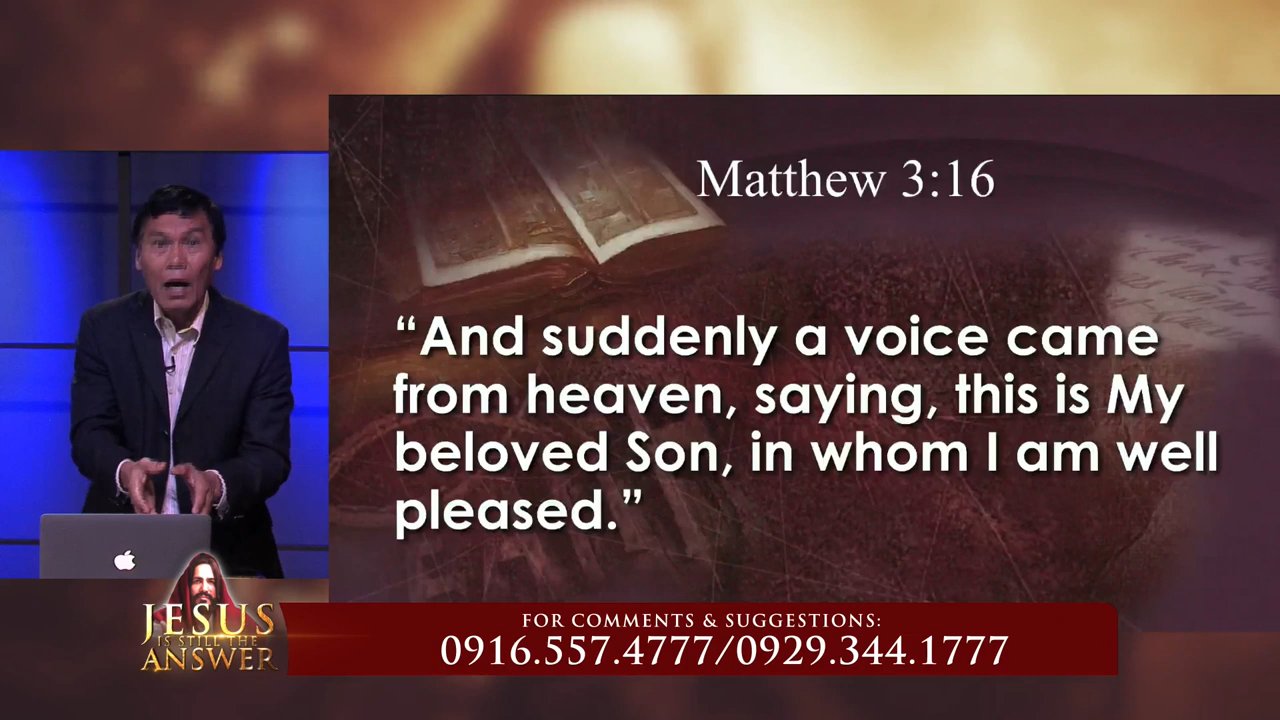 Matthew 3:16
“And suddenly a voice came
from heaven, saying, this is My
beloved Son, in whom I am well
pleased.”
JESUS
IS STILL THE
ANSWER
FOR COMMENTS & SUGGESTIONS:
0916.557.4777/0929.344.1777